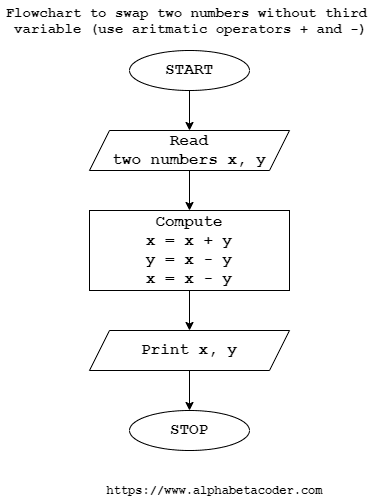 Flowchart to swap two numbers without third
variable (use aritmatic operators + and -)
START
Read
two numbers x, y
Compute
x = x + y
y = x - y
x = x - y
Print x, y
STOP
https://www.alphabetacoder.com